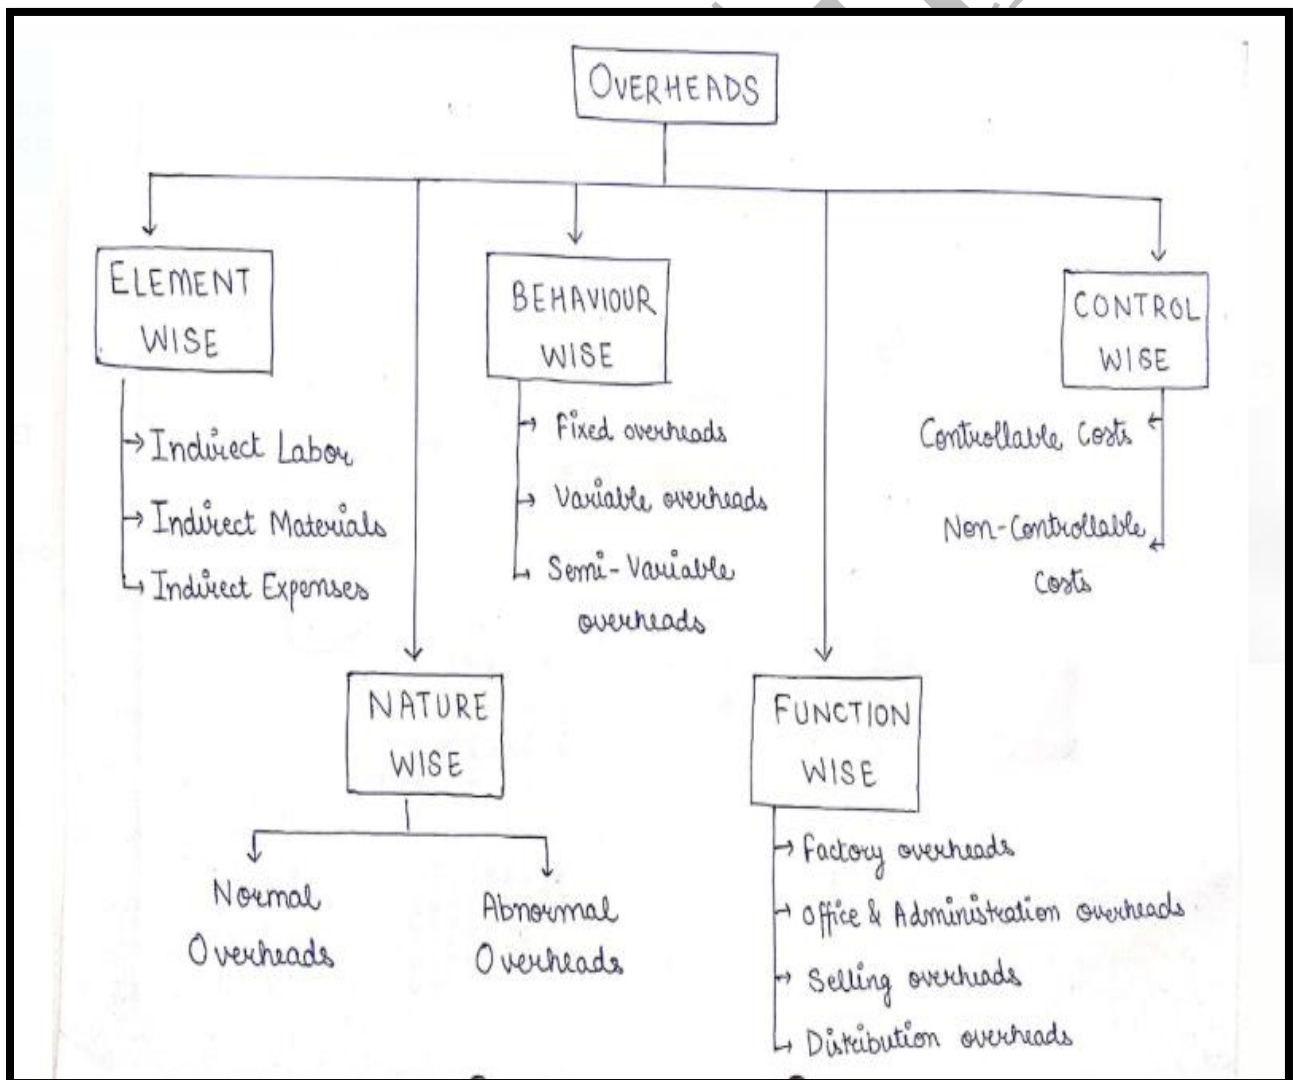 OVERHEADS
ELEMENT
WISE
Indirect Labor
Indirect Materials
Indirect Expenses
BEHAVIOUR
WISE
Fixed overheads
Variable overheads
Semi-Variable
overheads
CONTROL
WISE
Controllable Costs
Non-Controllable
Costs
NATURE
WISE
Normal
Overheads
Abnormal
Overheads
FUNCTION
WISE
Factory overheads
Office & Administration overheads
Selling overheads
Distribution overheads